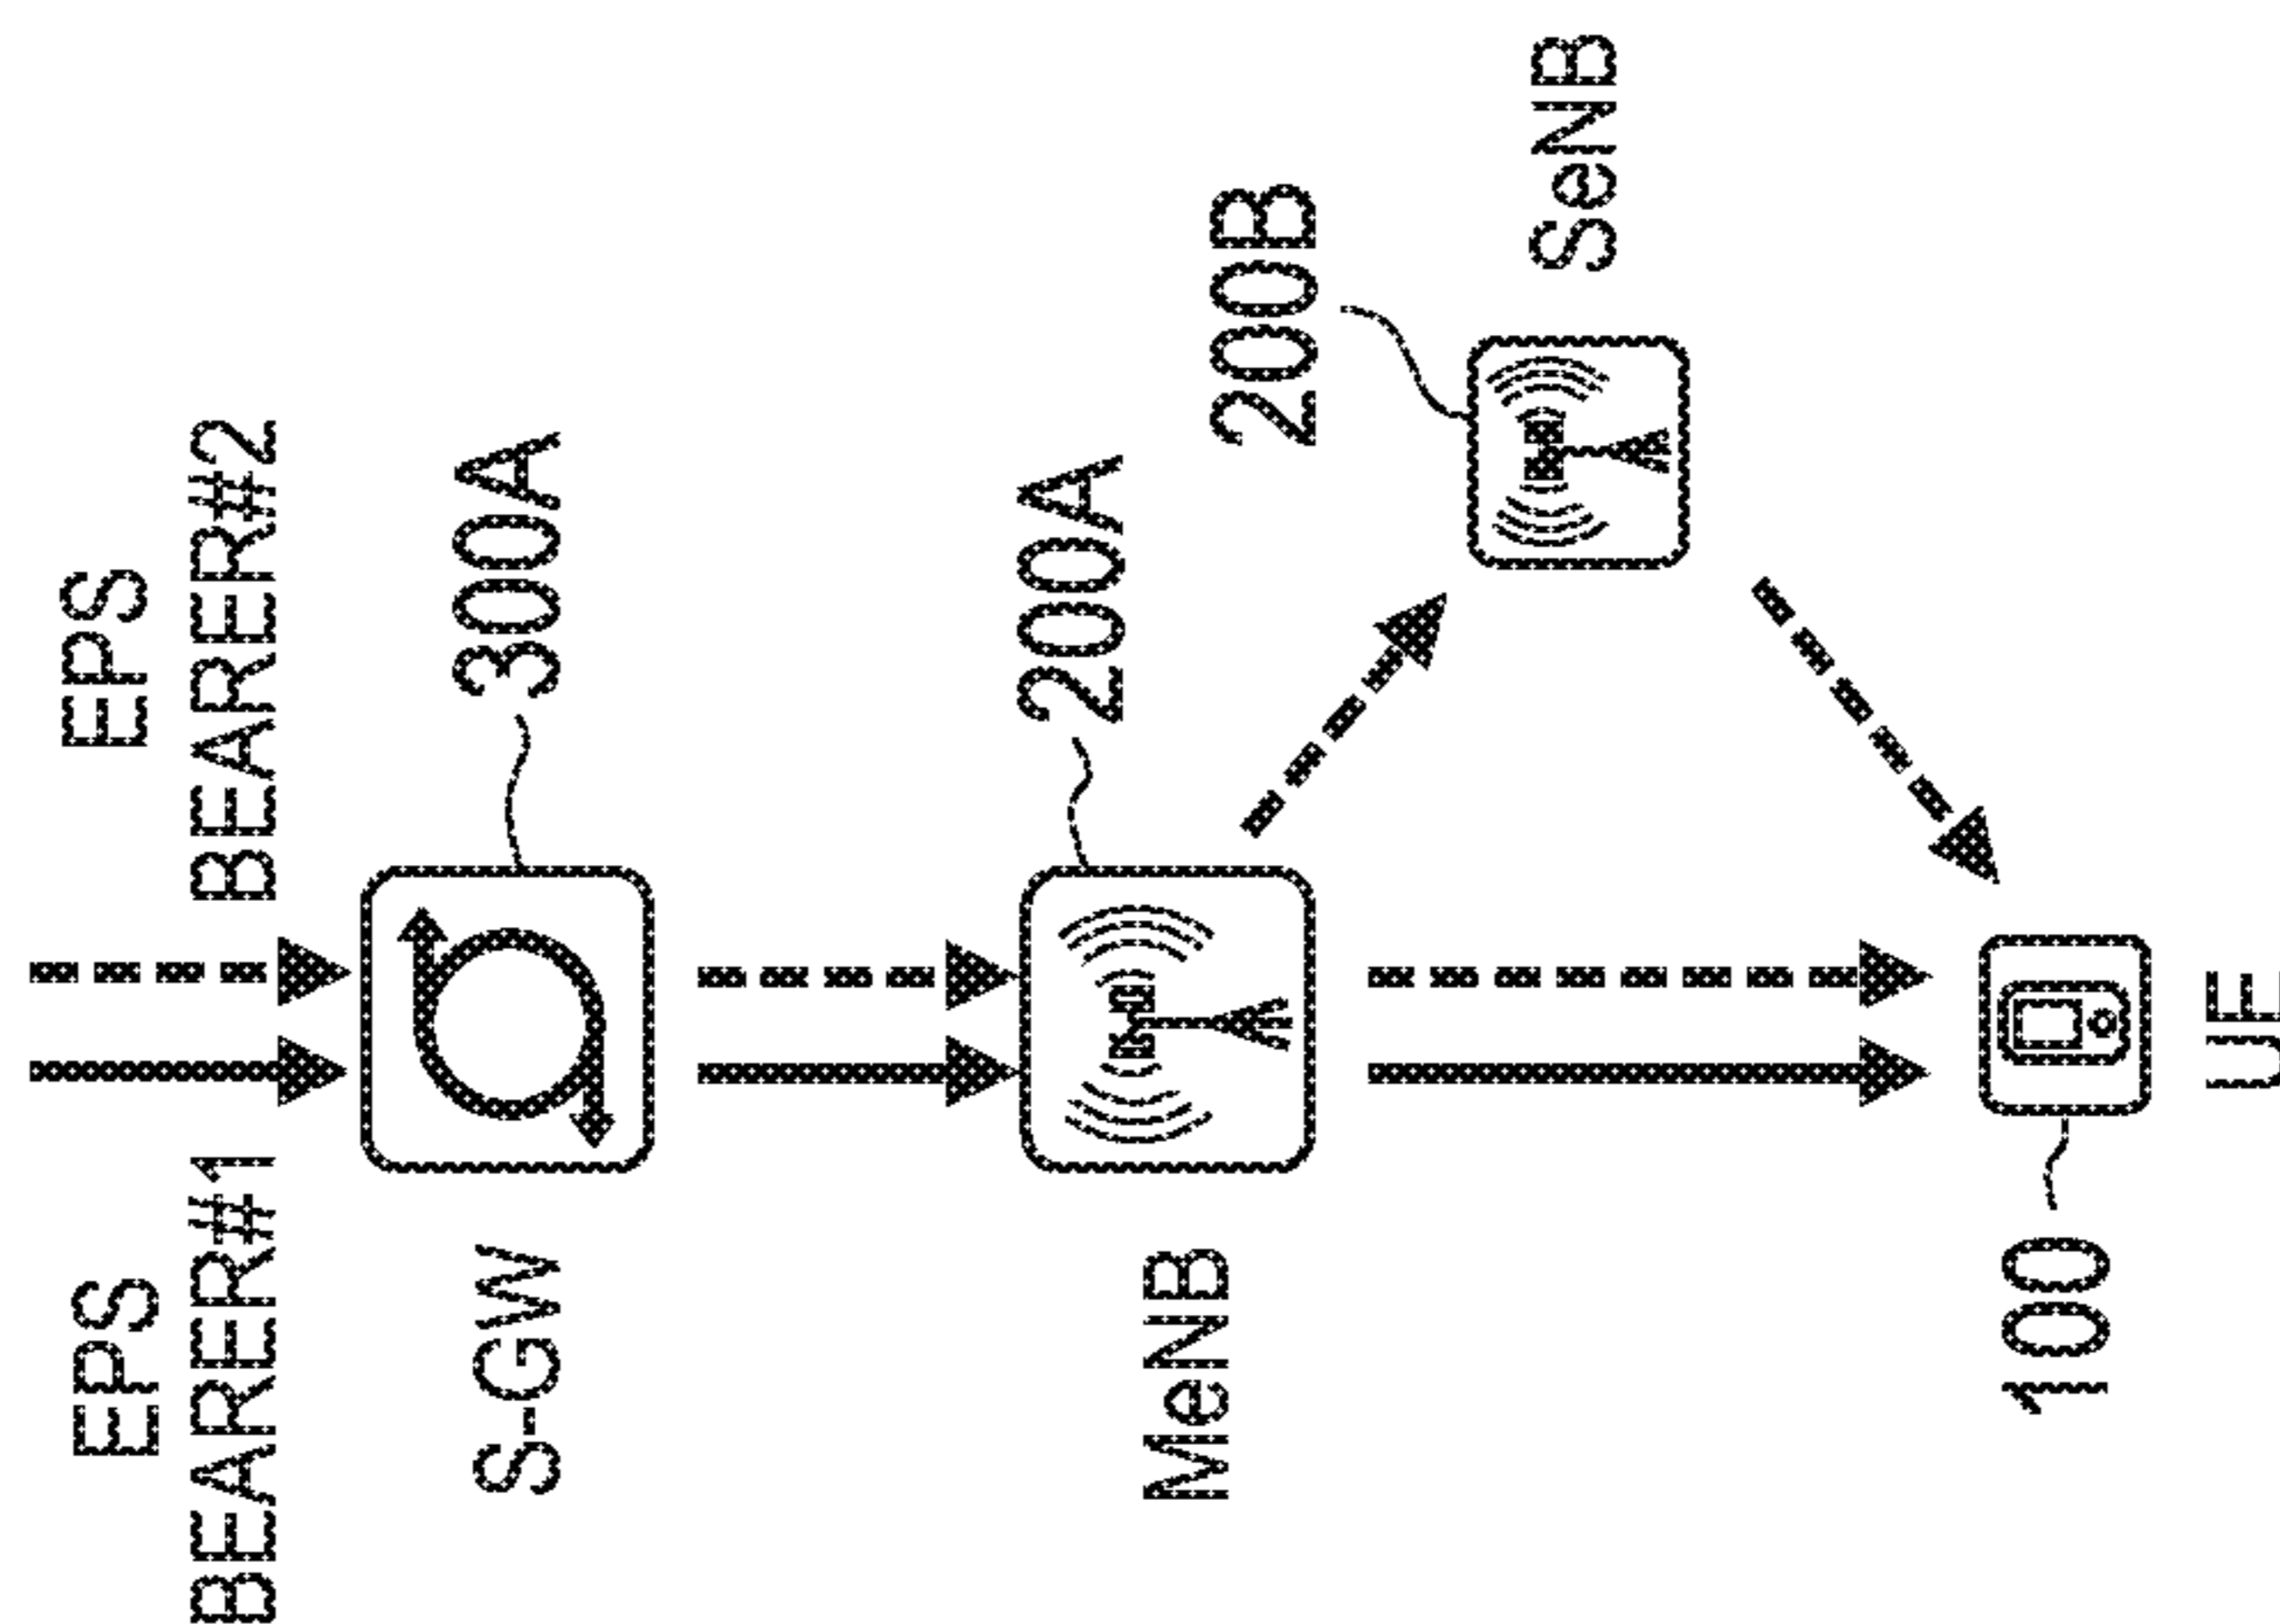 EPS
BEARER#1
EPS
BEARER#2
S-GW
300A
MeNB
200A
200B
SeNB
100
UE